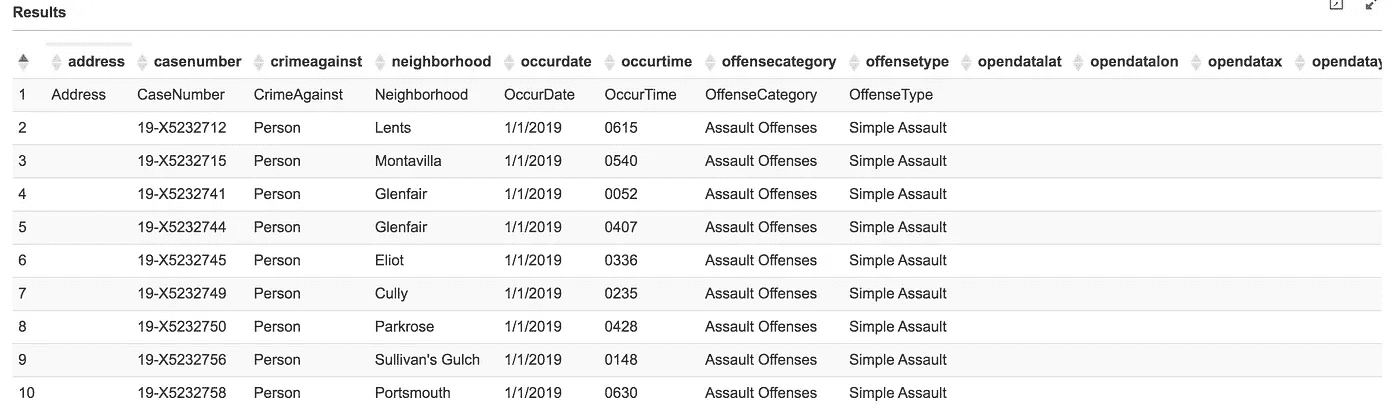 Results
address casenumber crimeagainst neighborhood occurdate occurtime offensecategory offensetype opendatalat opendatalon opendatax opendatay
1 Address CaseNumber CrimeAgainst Neighborhood OccurDate OccurTime OffenseCategory OffenseType
2 19-X5232712 Person Lents 1/1/2019 0615 Assault Offenses Simple Assault
3 19-X5232715 Person Montavilla 1/1/2019 0540 Assault Offenses Simple Assault
4 19-X5232741 Person Glenfair 1/1/2019 0052 Assault Offenses Simple Assault
5 19-X5232744 Person Glenfair 1/1/2019 0407 Assault Offenses Simple Assault
6 19-X5232745 Person Eliot 1/1/2019 0336 Assault Offenses Simple Assault
7 19-X5232749 Person Cully 1/1/2019 0235 Assault Offenses Simple Assault
8 19-X5232750 Person Parkrose 1/1/2019 0428 Assault Offenses Simple Assault
9 19-X5232756 Person Sullivan's Gulch 1/1/2019 0148 Assault Offenses Simple Assault
10 19-X5232758 Person Portsmouth 1/1/2019 0630 Assault Offenses Simple Assault